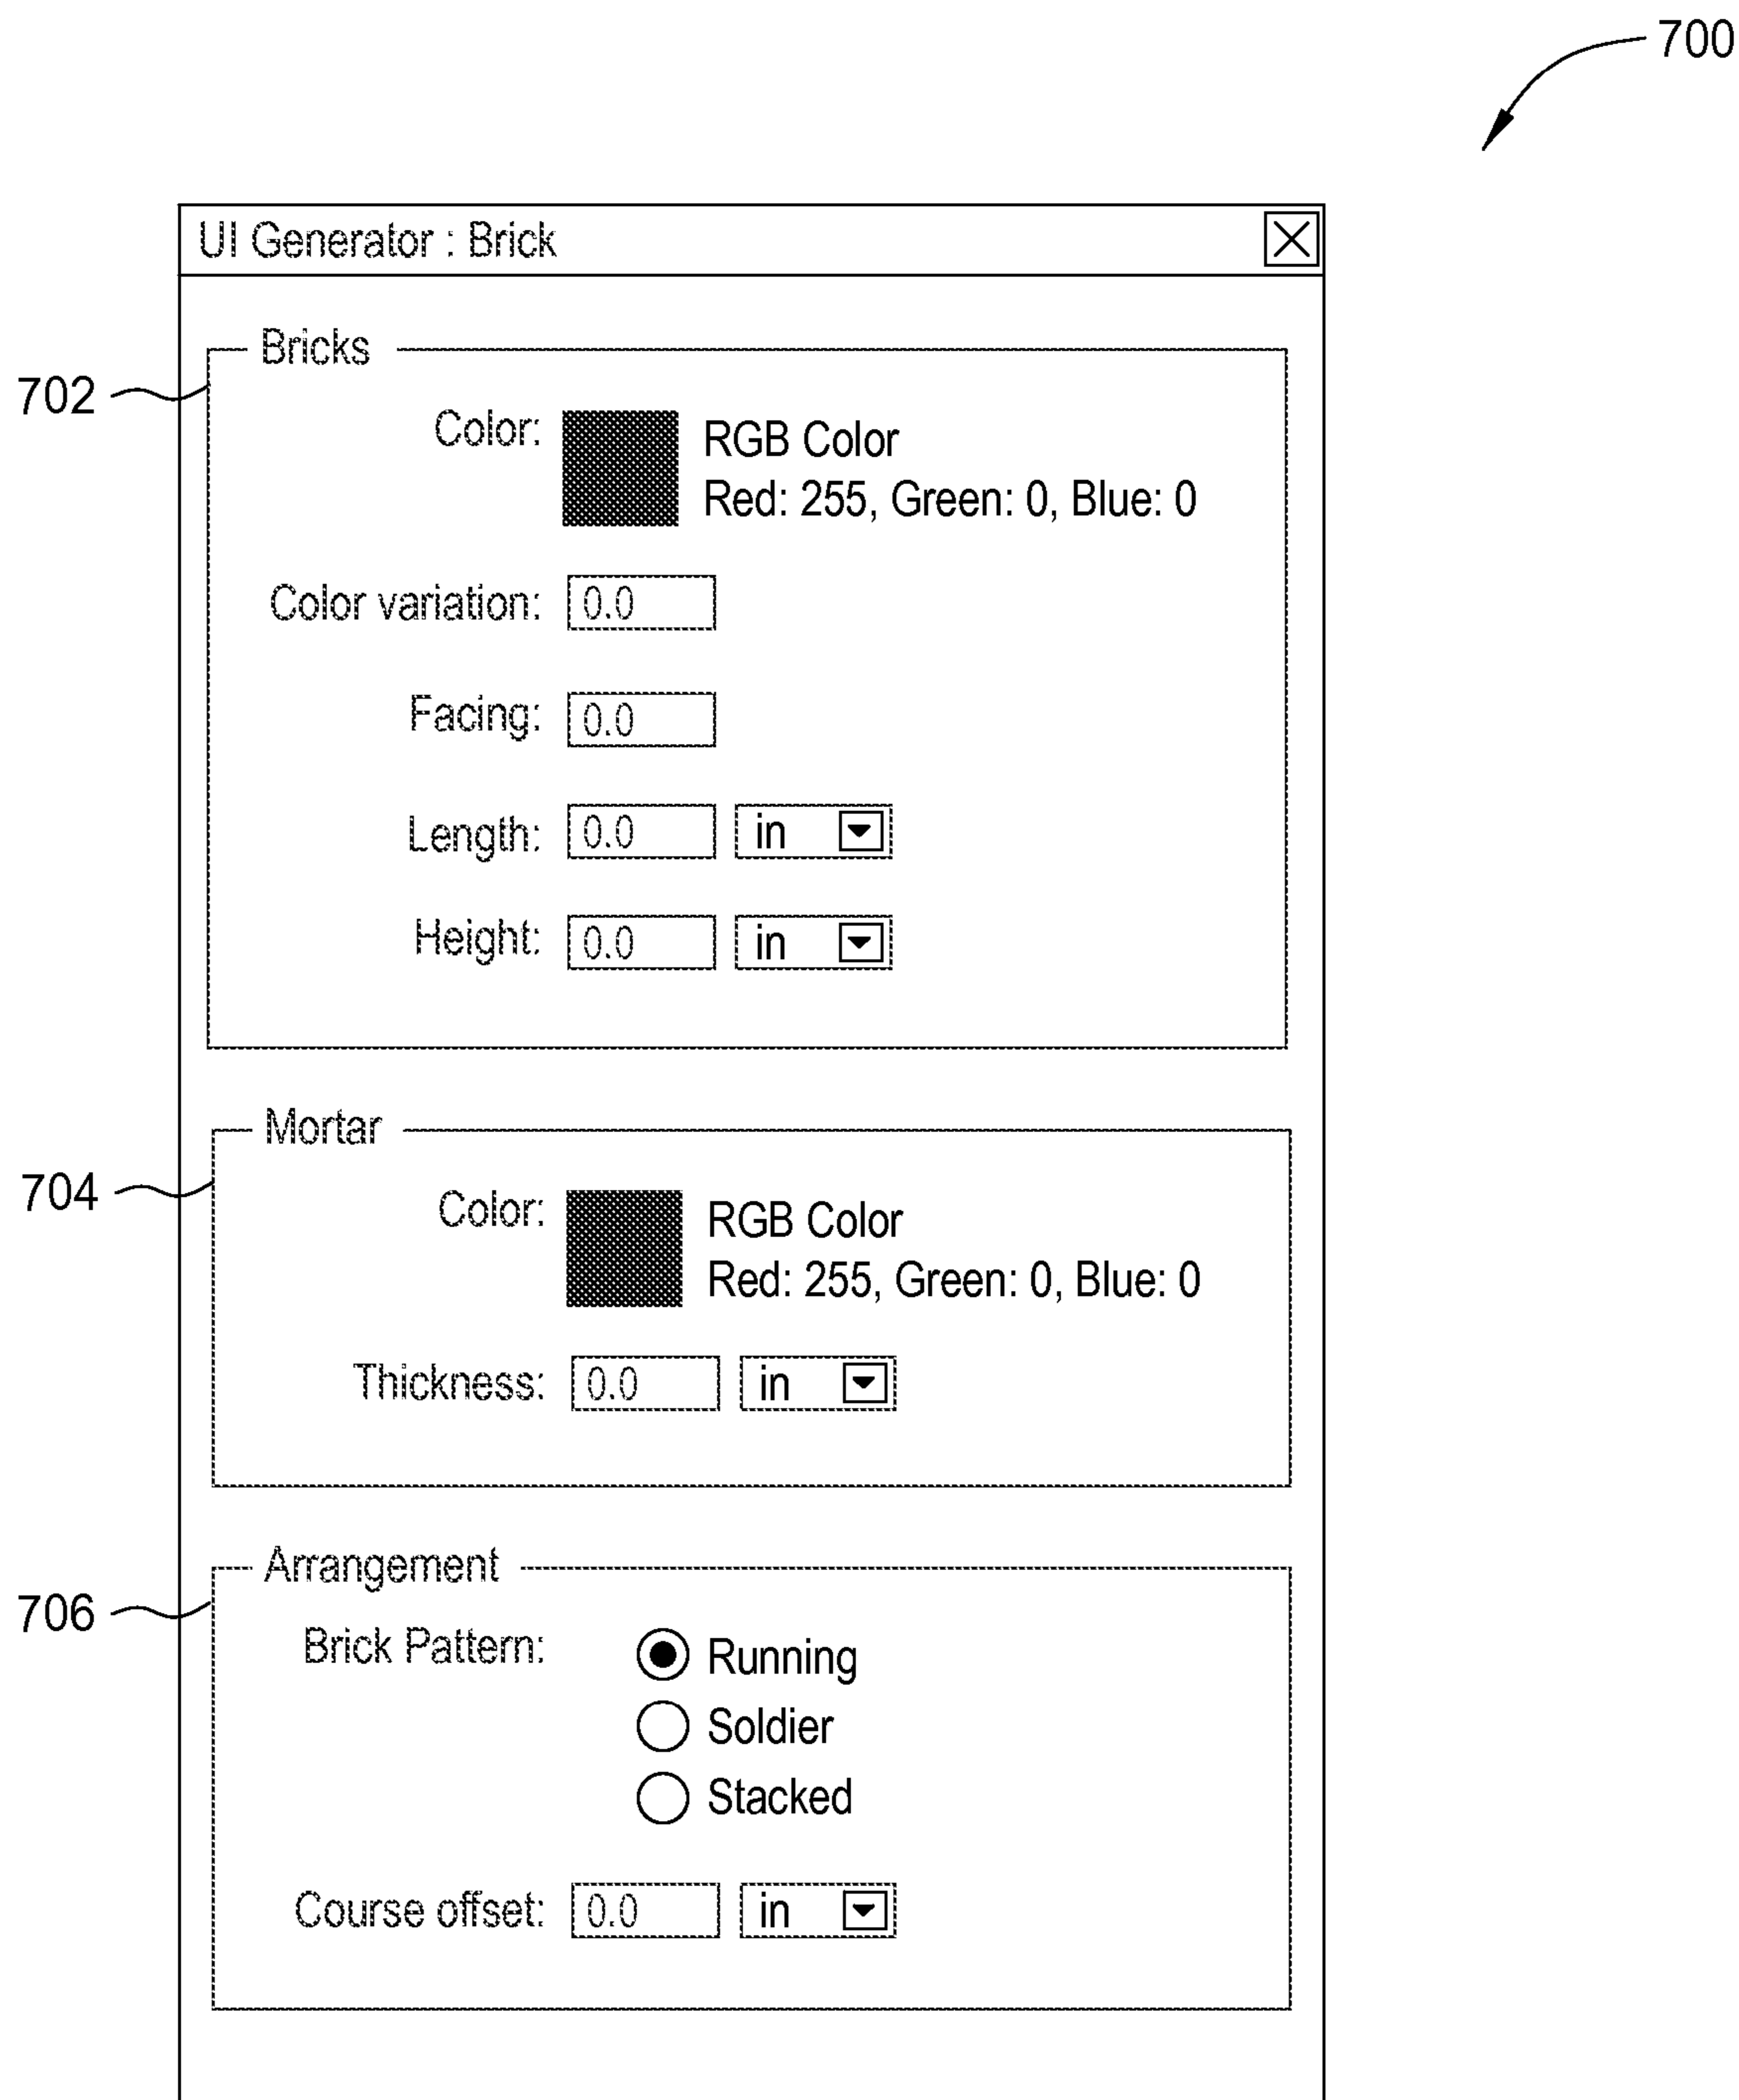 700
UI Generator : Brick
702
Bricks
Color:
RGB Color
Red: 255, Green: 0, Blue: 0
Color variation: 0.0
Facing: 0.0
Length: 0.0 in
Height: 0.0 in
704
Mortar
Color:
RGB Color
Red: 255, Green: 0, Blue: 0
Thickness: 0.0 in
706
Arrangement
Brick Pattern: Running
Soldier
Stacked
Course offset: 0.0 in